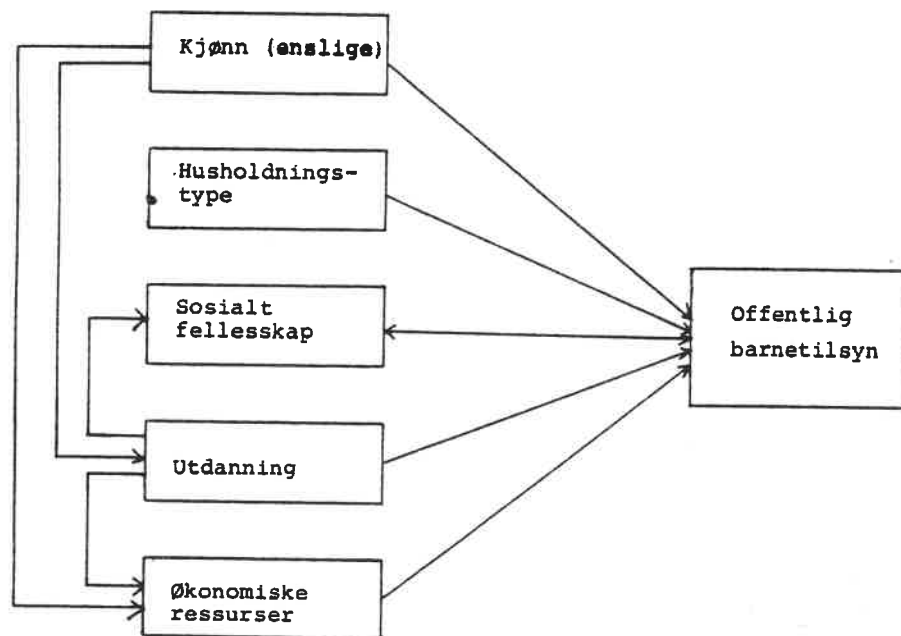 Kjønn (enslige)
Husholdnings-
type
Sosialt
fellesskap
Offentlig
barnetilsyn
Utdanning
Økonomiske
ressurser